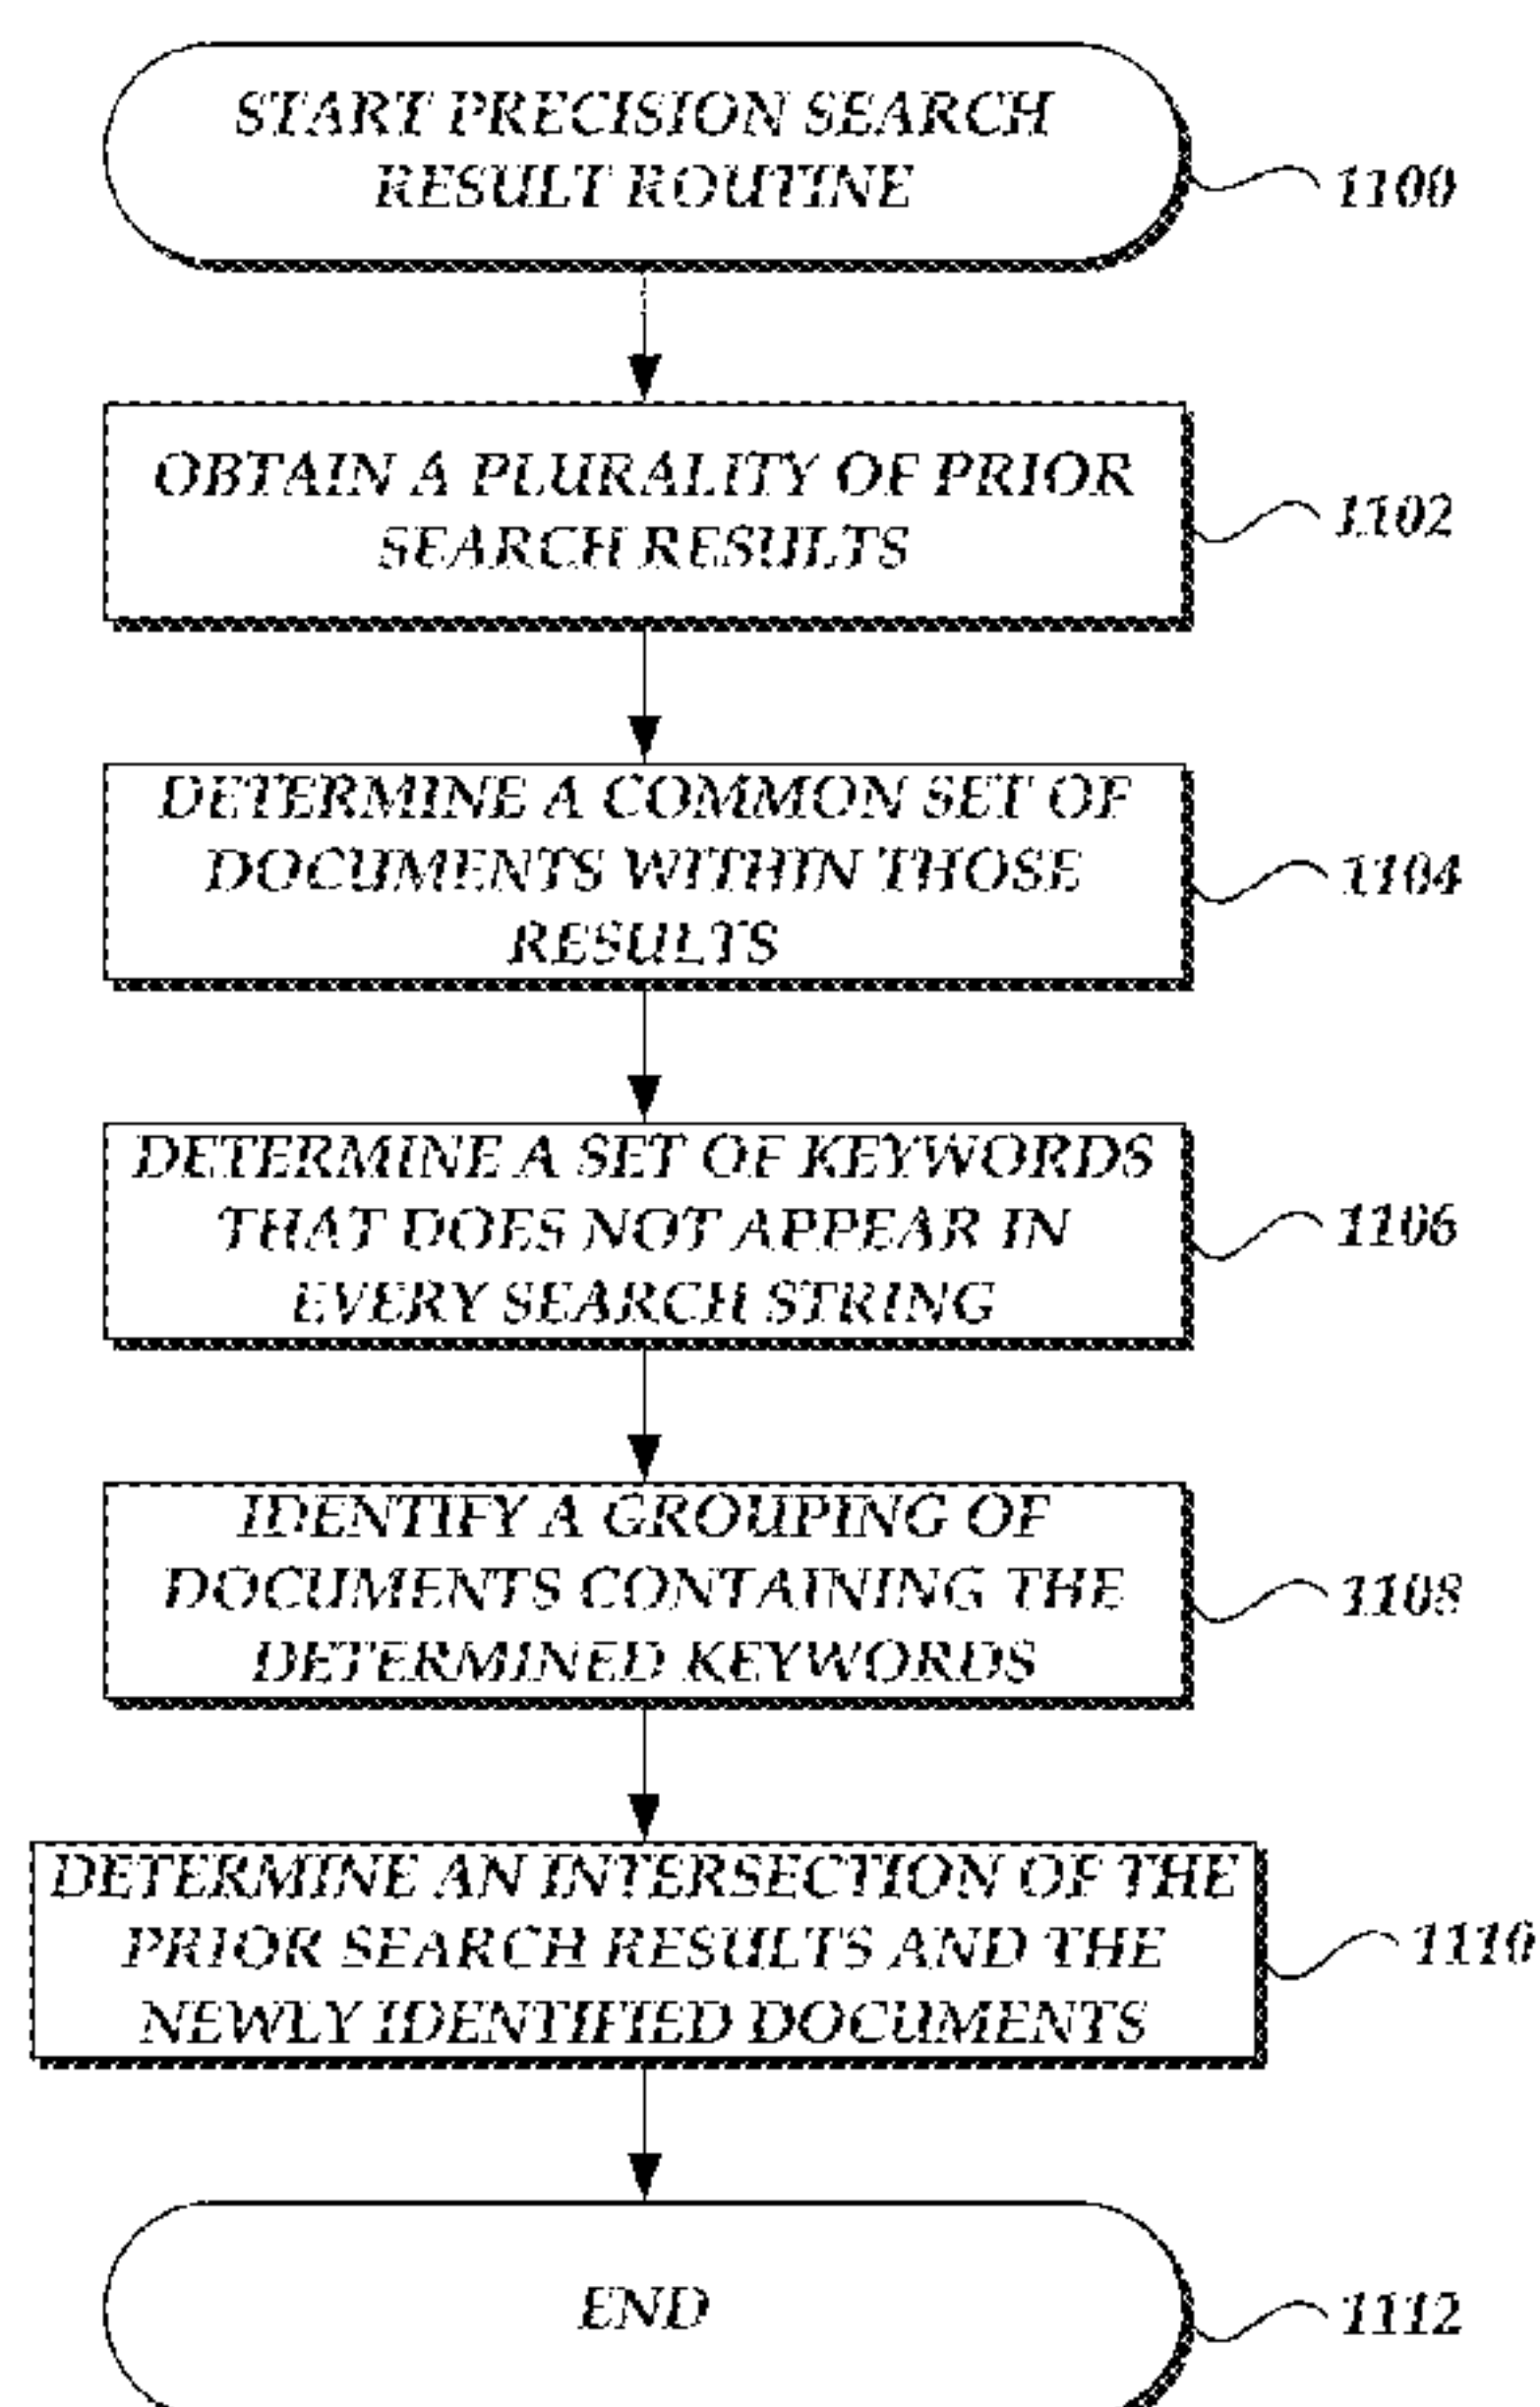 START PRECISION SEARCH
RESULT ROUTINE
1100
OBTAIN A PLURALITY OF PRIOR
SEARCH RESULTS
1102
DETERMINE A COMMON SET OF
DOCUMENTS WITHIN THOSE
RESULTS
1104
DETERMINE A SET OF KEYWORDS
THAT DOES NOT APPEAR IN
EVERY SEARCH STRING
1106
IDENTIFY A GROUPING OF
DOCUMENTS CONTAINING THE
DETERMINED KEYWORDS
1108
DETERMINE AN INTERSECTION OF THE
PRIOR SEARCH RESULTS AND THE
NEWLY IDENTIFIED DOCUMENTS
1110
END
1112